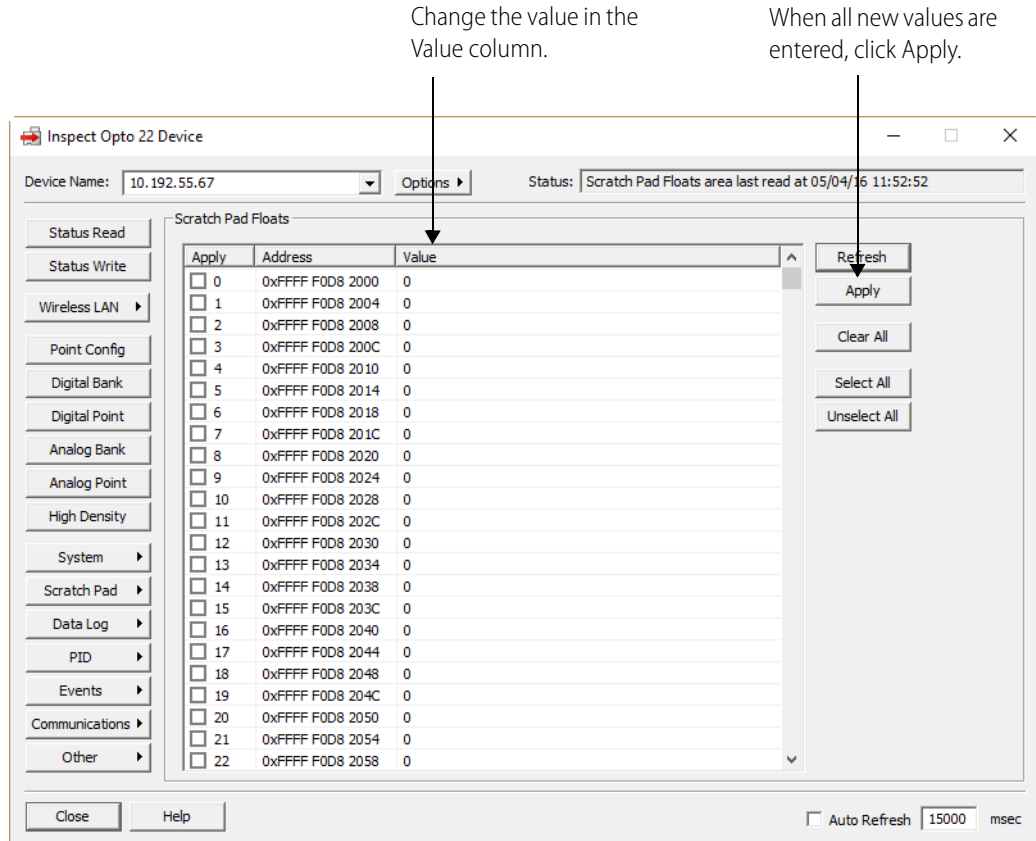 Change the value in the
Value column.
When all new values are
entered, click Apply.
Inspect Opto 22 Device
Device Name: 10.192.55.67 Options Status: Scratch Pad Floats area last read at 05/04/16 11:52:52
Status Read
Status Write
Wireless LAN
Point Config
Digital Bank
Digital Point
Analog Bank
Analog Point
High Density
System
Scratch Pad
Data Log
PID
Events
Communications
Other
Scratch Pad Floats
Apply Address Value
0 0xFFFF F0D8 2000 0
1 0xFFFF F0D8 2004 0
2 0xFFFF F0D8 2008 0
3 0xFFFF F0D8 200C 0
4 0xFFFF F0D8 2010 0
5 0xFFFF F0D8 2014 0
6 0xFFFF F0D8 2018 0
7 0xFFFF F0D8 201C 0
8 0xFFFF F0D8 2020 0
9 0xFFFF F0D8 2024 0
10 0xFFFF F0D8 2028 0
11 0xFFFF F0D8 202C 0
12 0xFFFF F0D8 2030 0
13 0xFFFF F0D8 2034 0
14 0xFFFF F0D8 2038 0
15 0xFFFF F0D8 203C 0
16 0xFFFF F0D8 2040 0
17 0xFFFF F0D8 2044 0
18 0xFFFF F0D8 2048 0
19 0xFFFF F0D8 204C 0
20 0xFFFF F0D8 2050 0
21 0xFFFF F0D8 2054 0
22 0xFFFF F0D8 2058 0
Refresh
Apply
Clear All
Select All
Unselect All
Close Help Auto Refresh 15000 msec